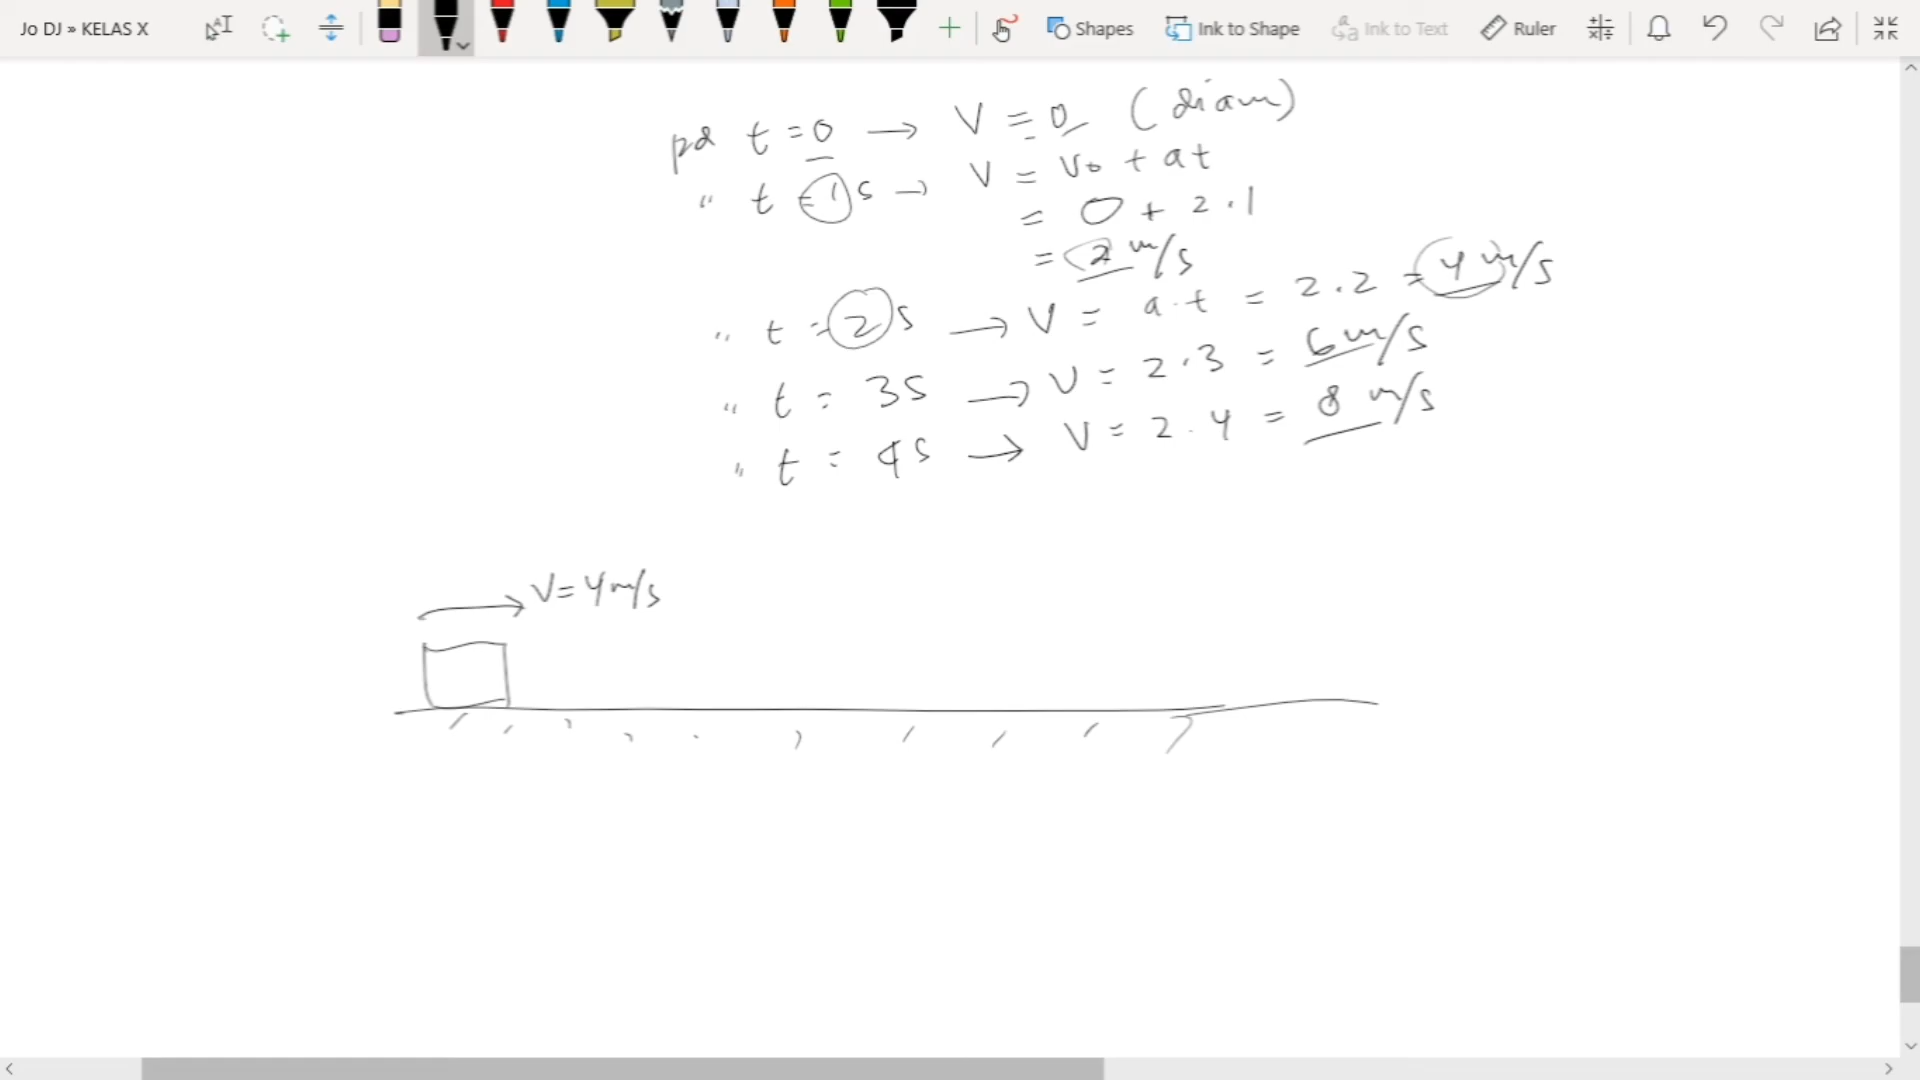 Jo DJ » KELAS X
Shapes
Ink to Shape
Ink to Text
Ruler
pd t = 0 → V = 0 (diam)
" t = 1 s → V = Vo + at
= 0 + 2 . 1
= 2 m/s
" t = 2 s → V = a . t = 2 . 2 = 4 m/s
" t = 3 s → V = 2 . 3 = 6 m/s
" t = 4 s → V = 2 . 4 = 8 m/s
V = 4 m/s